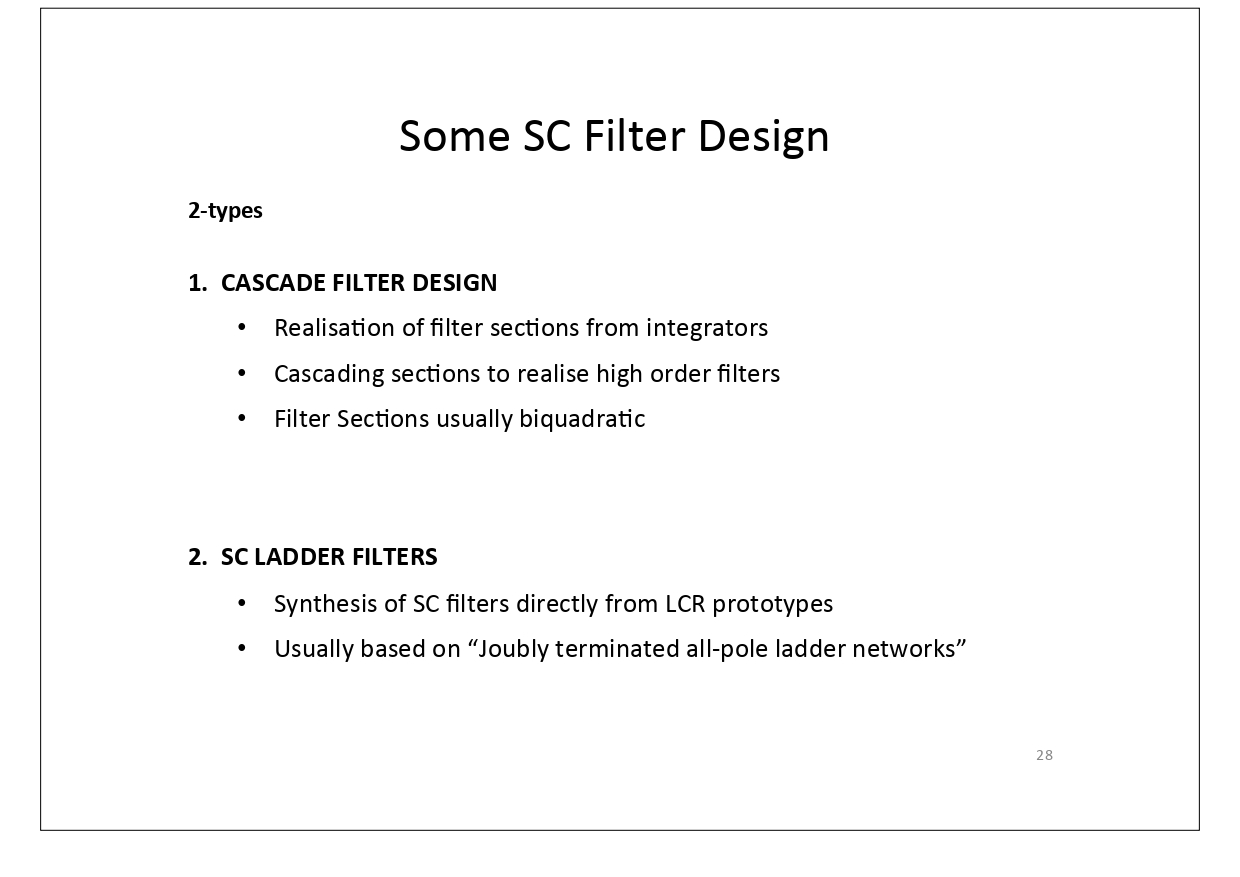 Some SC Filter Design
2-types
1. CASCADE FILTER DESIGN
• Realisation of filter sections from integrators
• Cascading sections to realise high order filters
• Filter Sections usually biquadratic
2. SC LADDER FILTERS
• Synthesis of SC filters directly from LCR prototypes
• Usually based on “Joubly terminated all-pole ladder networks”
28